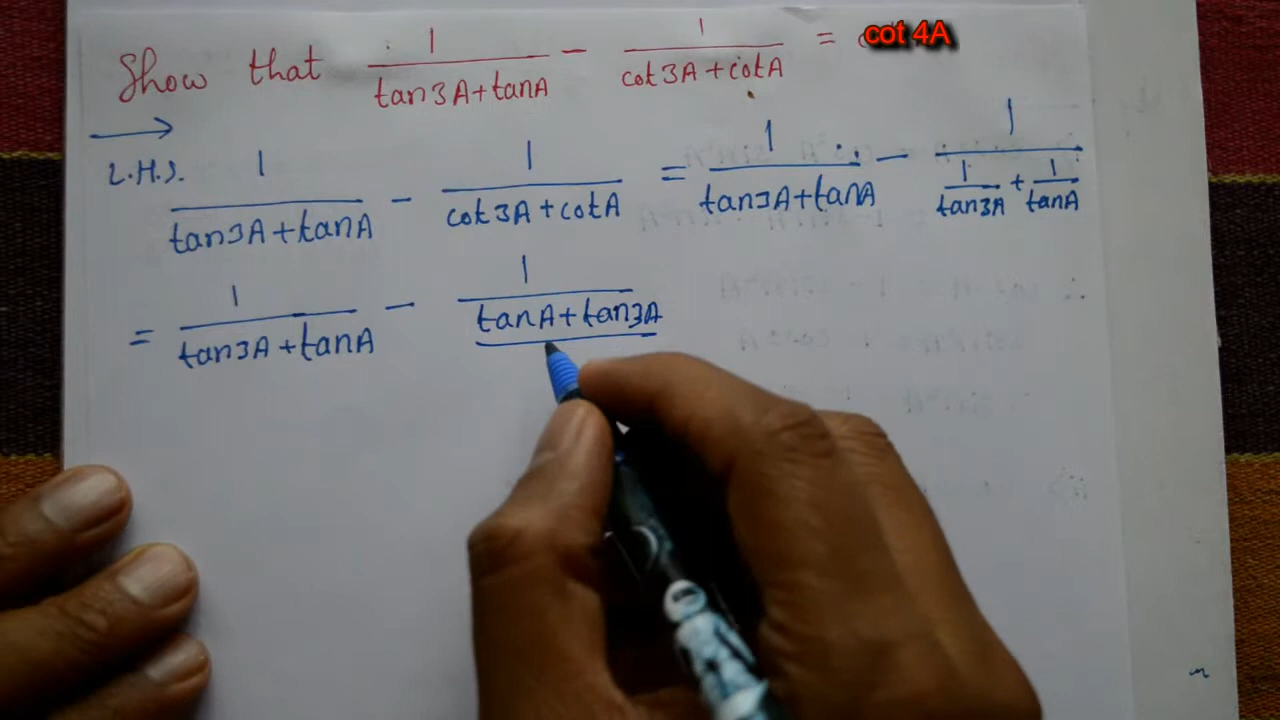 Show that 1/(tan3A+tanA) - 1/(cot3A+cotA) = cot 4A
L.H.S. 1/(tan3A+tanA) - 1/(cot3A+cotA) = 1/(tan3A+tanA) - 1/(1/tan3A + 1/tanA)
= 1/(tan3A+tanA) - 1/(tanA+tan3A)